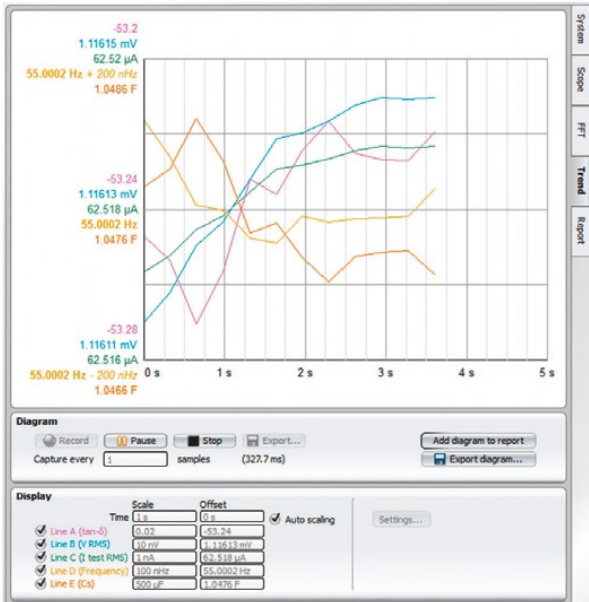 -53.2
1.11615 mV
62.52 µA
55.0002 Hz + 200 nHz
1.0486 F
-53.24
1.11613 mV
62.518 µA
55.0002 Hz
1.0476 F
-53.28
1.11611 mV
62.516 µA
55.0002 Hz - 200 nHz
1.0466 F
0 s 1 s 2 s 3 s 4 s 5 s
System
Scope
FFT
Trend
Report
Diagram
Record Pause Stop Export... Add diagram to report
Capture every 1 samples (327.7 ms) Export diagram...
Display
Scale Offset
Time 1 s 0 s Auto scaling Settings...
Line A (tan-δ) 0.02 -53.24
Line B (V RMS) 10 nV 1.11613 mV
Line C (I test RMS) 1 nA 62.518 µA
Line D (Frequency) 100 nHz 55.0002 Hz
Line E (Cs) 500 µF 1.0476 F